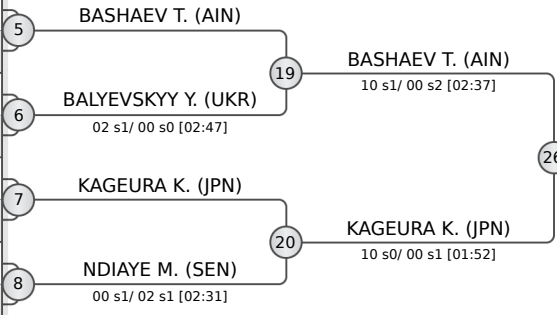 BASHAEV T. (AIN)
5
19
BASHAEV T. (AIN)
10 s1/ 00 s2 [02:37]
BALYEVSKYY Y. (UKR)
6
02 s1/ 00 s0 [02:47]
26
KAGEURA K. (JPN)
7
20
KAGEURA K. (JPN)
10 s0/ 00 s1 [01:52]
NDIAYE M. (SEN)
8
00 s1/ 02 s1 [02:31]